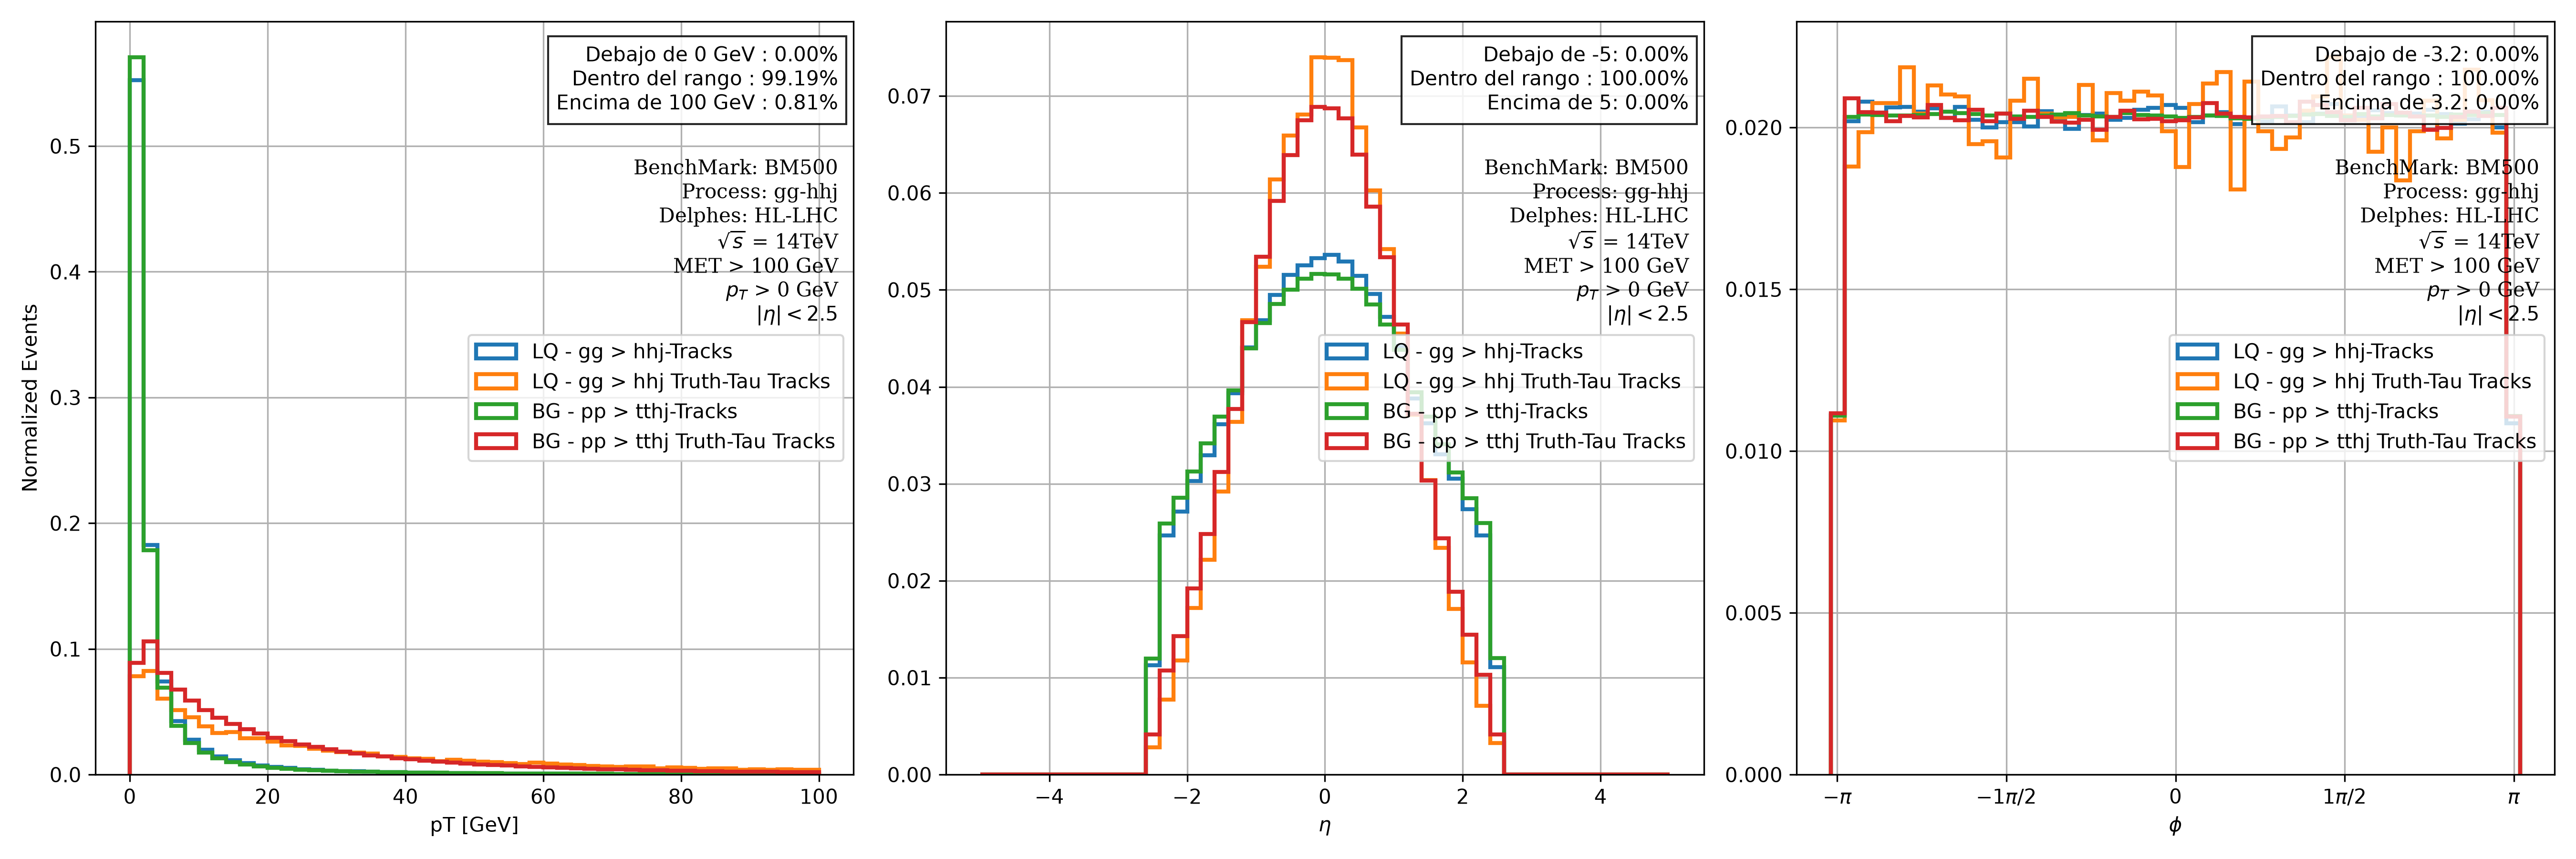 Debajo de 0 GeV : 0.00%
Dentro del rango : 99.19%
Encima de 100 GeV : 0.81%
BenchMark: BM500
Process: gg-hhj
Delphes: HL-LHC
√s = 14TeV
MET > 100 GeV
p_T > 0 GeV
|η| < 2.5
LQ - gg > hhj-Tracks
LQ - gg > hhj Truth-Tau Tracks
BG - pp > tthj-Tracks
BG - pp > tthj Truth-Tau Tracks
Normalized Events
0.5
0.4
0.3
0.2
0.1
0.0
0 20 40 60 80 100
pT [GeV]
Debajo de -5: 0.00%
Dentro del rango : 100.00%
Encima de 5: 0.00%
BenchMark: BM500
Process: gg-hhj
Delphes: HL-LHC
√s = 14TeV
MET > 100 GeV
p_T > 0 GeV
|η| < 2.5
LQ - gg > hhj-Tracks
LQ - gg > hhj Truth-Tau Tracks
BG - pp > tthj-Tracks
BG - pp > tthj Truth-Tau Tracks
0.07
0.06
0.05
0.04
0.03
0.02
0.01
0.00
−4 −2 0 2 4
η
Debajo de -3.2: 0.00%
Dentro del rango : 100.00%
Encima de 3.2: 0.00%
BenchMark: BM500
Process: gg-hhj
Delphes: HL-LHC
√s = 14TeV
MET > 100 GeV
p_T > 0 GeV
|η| < 2.5
LQ - gg > hhj-Tracks
LQ - gg > hhj Truth-Tau Tracks
BG - pp > tthj-Tracks
BG - pp > tthj Truth-Tau Tracks
0.020
0.015
0.010
0.005
0.000
−π −1π/2 0 1π/2 π
ϕ